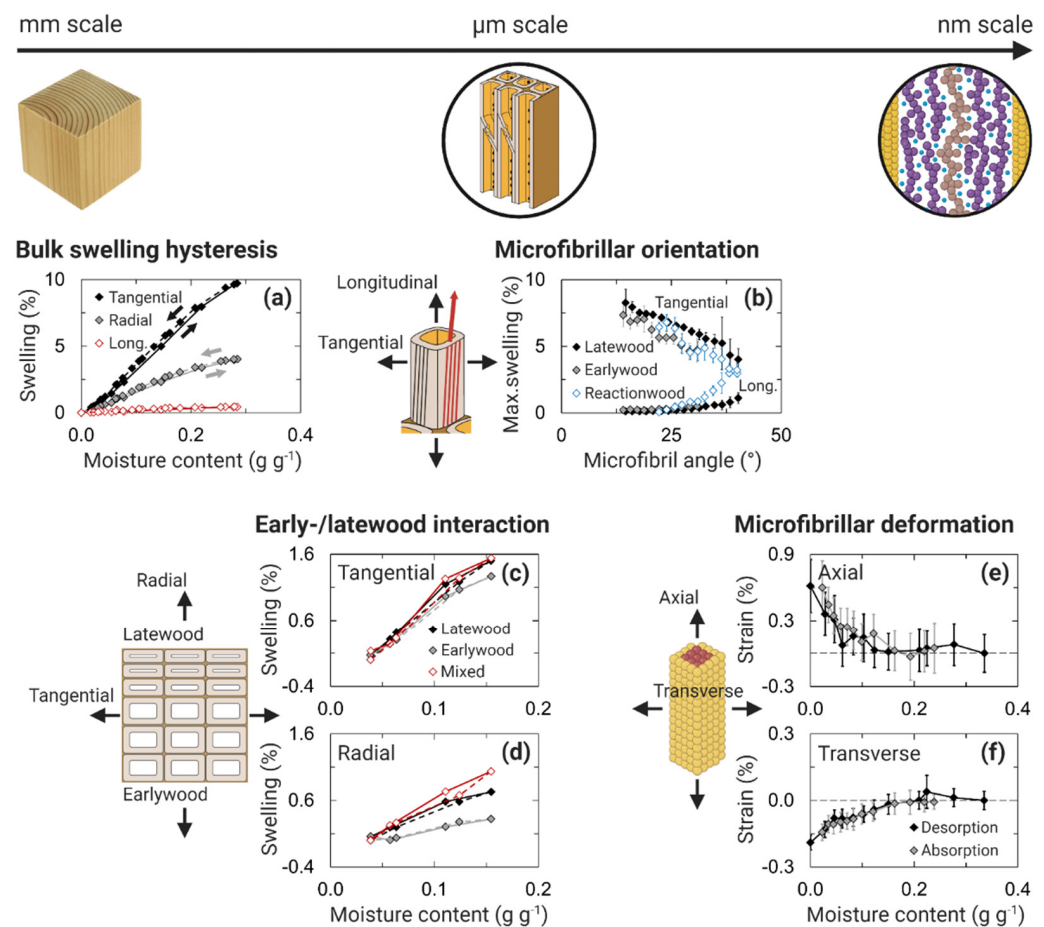 mm scale
µm scale
nm scale
Bulk swelling hysteresis
10
5
0
Swelling (%)
Tangential
Radial
Long.
(a)
0.0
0.2
0.4
Moisture content (g g⁻¹)
Longitudinal
Tangential
Microfibrillar orientation
10
5
0
Max.swelling (%)
Tangential
(b)
Latewood
Earlywood
Reactionwood
Long.
0
25
50
Microfibril angle (°)
Early-/latewood interaction
1.6
0.6
-0.4
Swelling (%)
Tangential
(c)
Latewood
Earlywood
Mixed
0.0
0.1
0.2
Radial
Latewood
Tangential
Earlywood
1.6
0.6
-0.4
Swelling (%)
Radial
(d)
0.0
0.1
0.2
Moisture content (g g⁻¹)
Microfibrillar deformation
0.9
0.3
-0.3
Strain (%)
Axial
(e)
0.0
0.2
0.4
Axial
Transverse
0.3
0.0
-0.3
Strain (%)
Transverse
(f)
Desorption
Absorption
0.0
0.2
0.4
Moisture content (g g⁻¹)